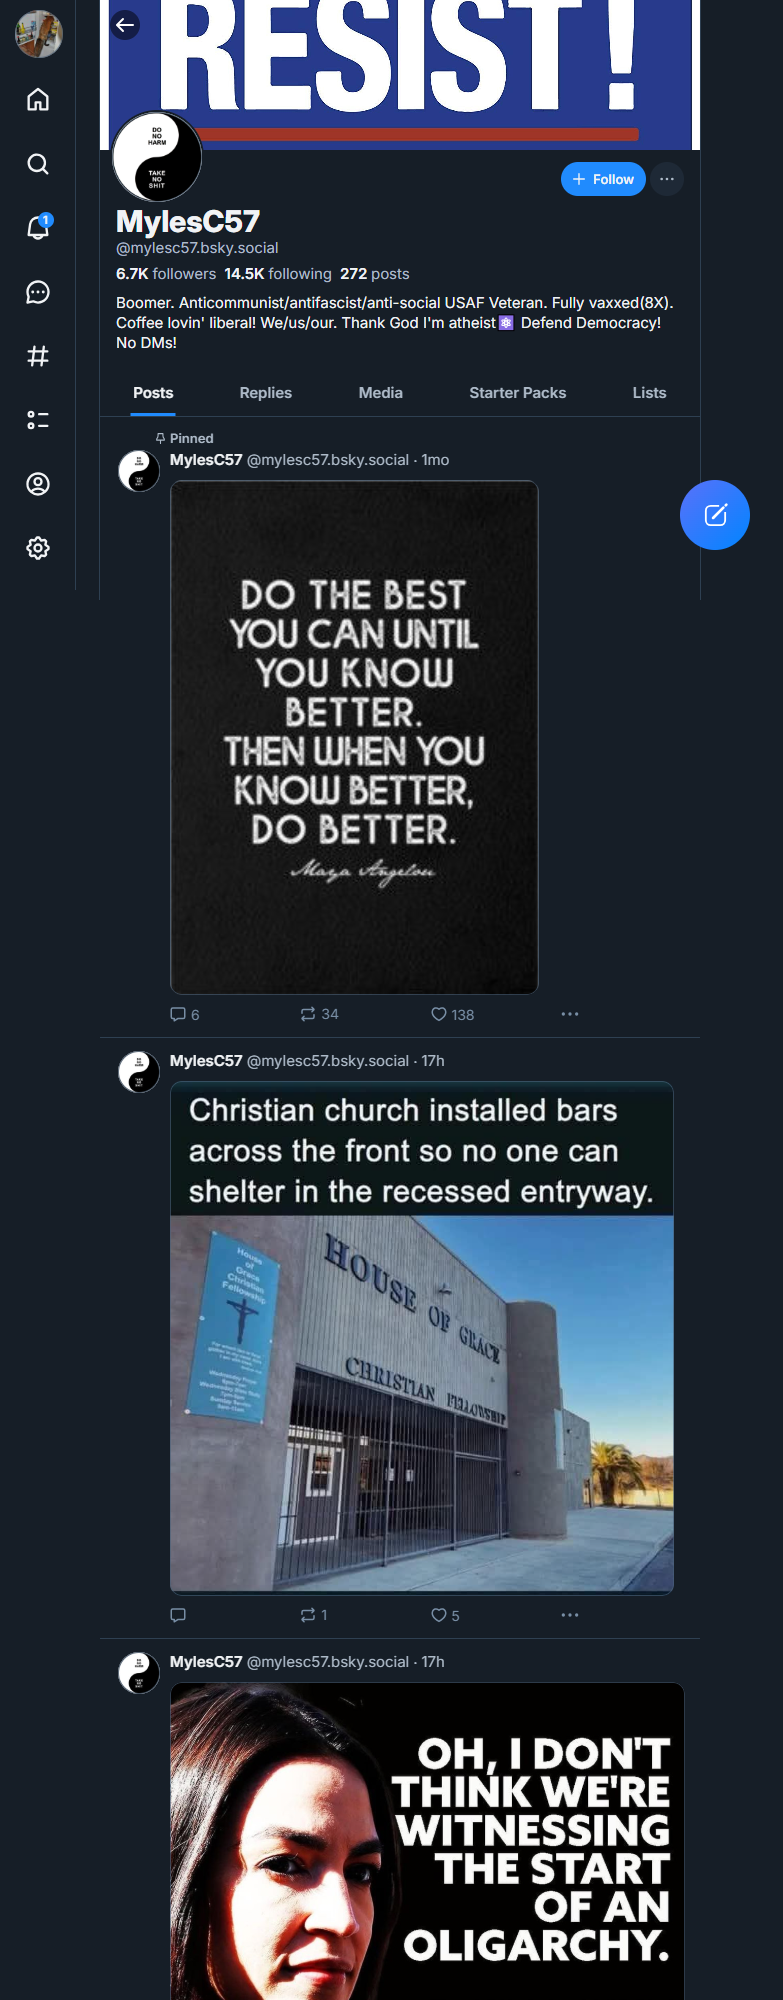 RESIST!
DO
NO
HARM
TAKE
NO
SHIT
+ Follow
MylesC57
@mylesc57.bsky.social
6.7K followers 14.5K following 272 posts
Boomer. Anticommunist/antifascist/anti-social USAF Veteran. Fully vaxxed(8X).
Coffee lovin' liberal! We/us/our. Thank God I'm atheist⚛️ Defend Democracy!
No DMs!
1
Posts Replies Media Starter Packs Lists
Pinned
MylesC57 @mylesc57.bsky.social · 1mo
DO THE BEST
YOU CAN UNTIL
YOU KNOW
BETTER.
THEN WHEN YOU
KNOW BETTER,
DO BETTER.
Maya Angelou
6 34 138
MylesC57 @mylesc57.bsky.social · 17h
Christian church installed bars
across the front so no one can
shelter in the recessed entryway.
House
of
Grace
Christian
Fellowship
HOUSE OF GRACE
CHRISTIAN FELLOWSHIP
1 5
MylesC57 @mylesc57.bsky.social · 17h
OH, I DON'T
THINK WE'RE
WITNESSING
THE START
OF AN
OLIGARCHY.